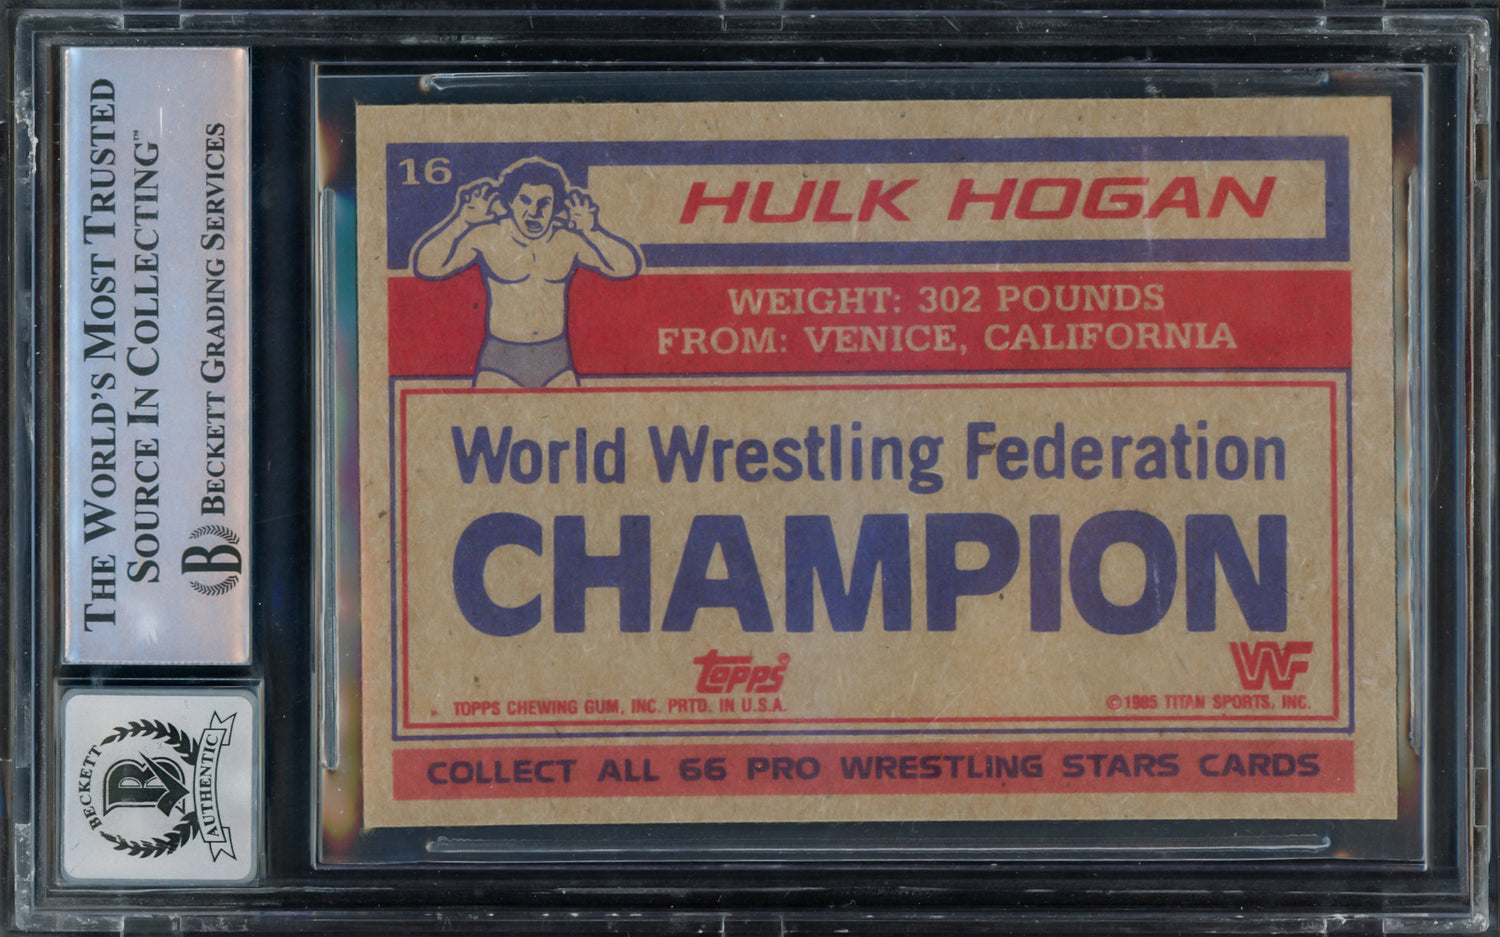 THE WORLD'S MOST TRUSTED
SOURCE IN COLLECTING™
B BECKETT GRADING SERVICES
BECKETT
B
AUTHENTIC
16
HULK HOGAN
WEIGHT: 302 POUNDS
FROM: VENICE, CALIFORNIA
World Wrestling Federation
CHAMPION
topps®
WF
TOPPS CHEWING GUM, INC. PRTD. IN U.S.A.
©1985 TITAN SPORTS, INC.
COLLECT ALL 66 PRO WRESTLING STARS CARDS